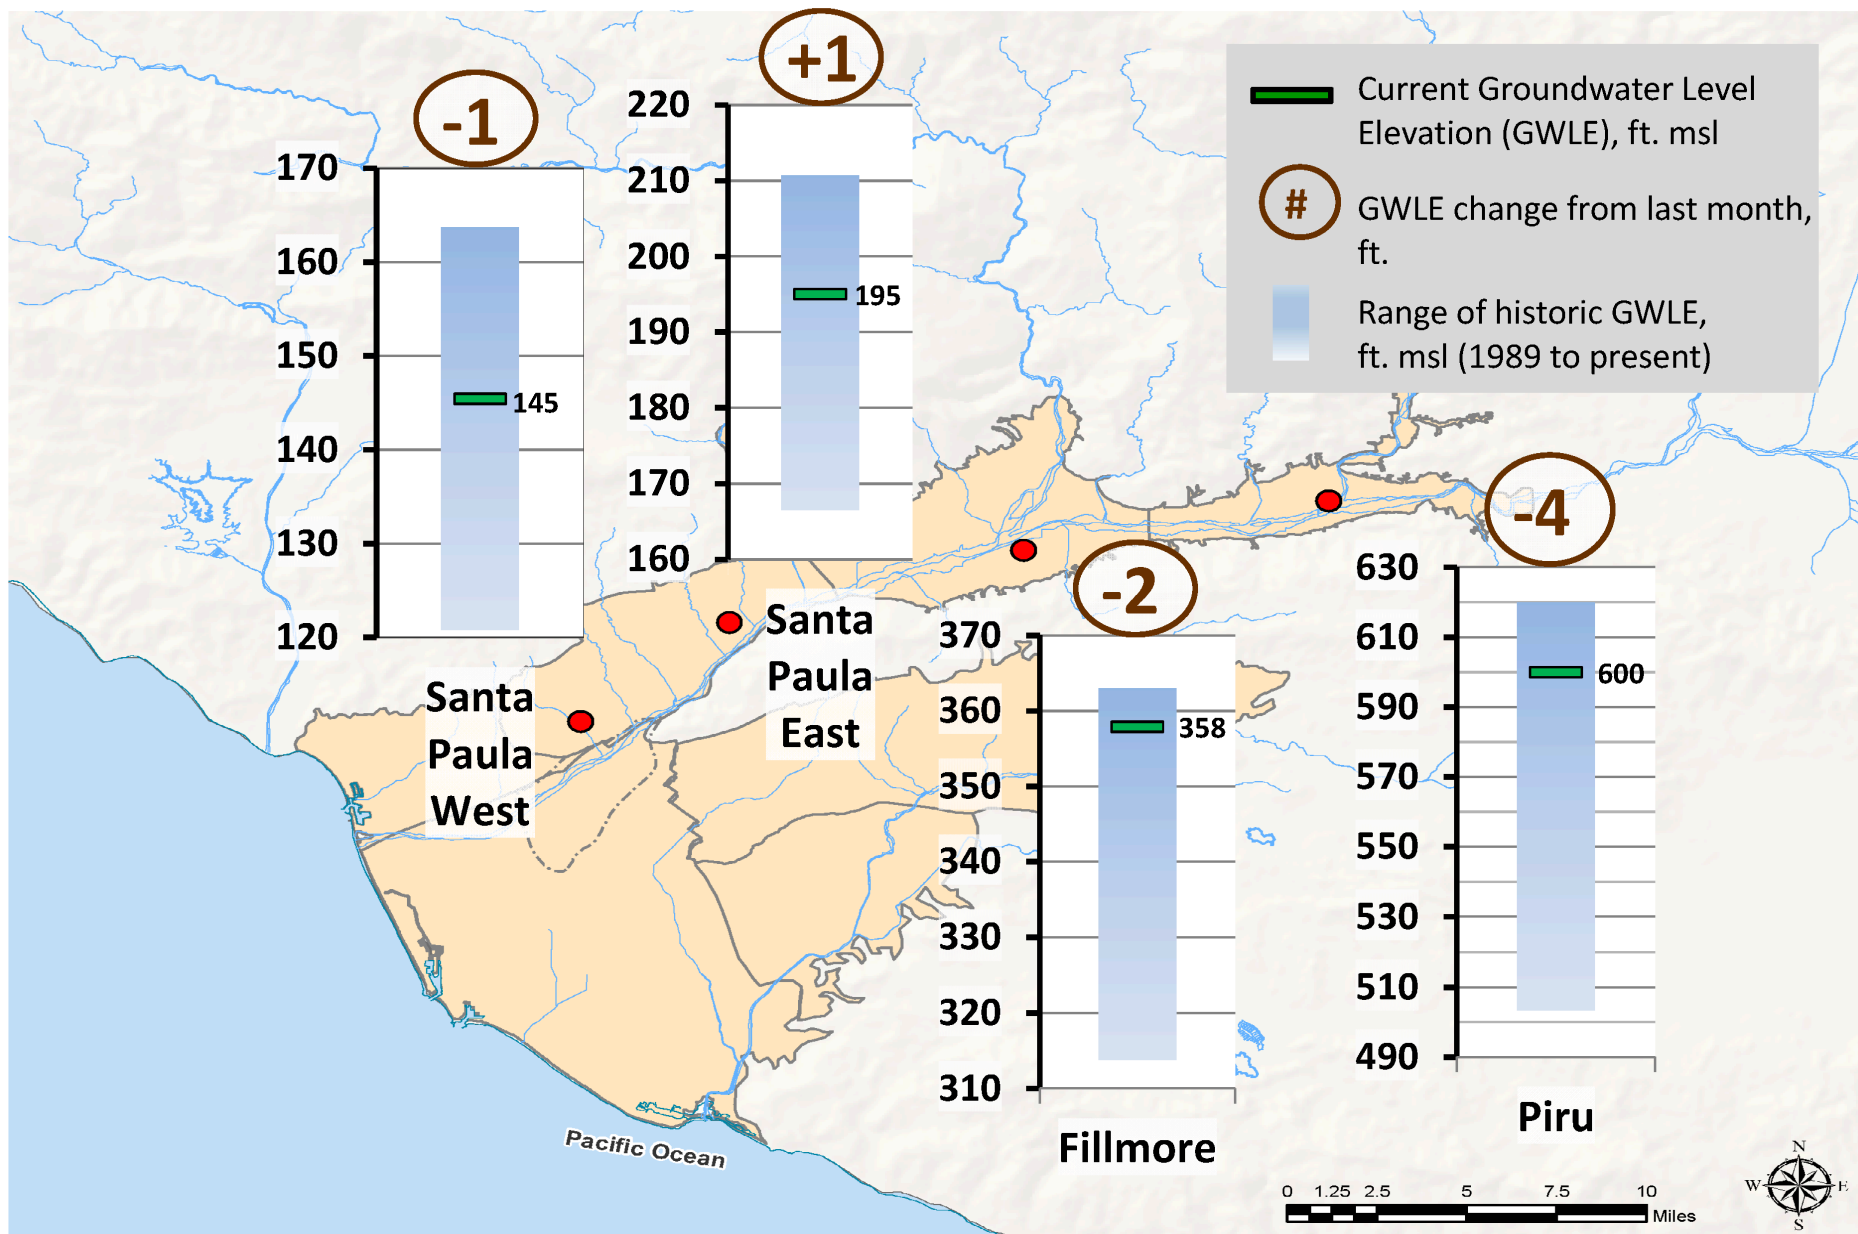 -1
170
160
150
140
130
120
145
Santa
Paula
West
+1
220
210
200
190
180
170
160
195
Santa
Paula
East
Current Groundwater Level
Elevation (GWLE), ft. msl
#
GWLE change from last month,
ft.
Range of historic GWLE,
ft. msl (1989 to present)
-2
370
360
350
340
330
320
310
358
Fillmore
-4
630
610
590
570
550
530
510
490
600
Piru
Pacific Ocean
0 1.25 2.5 5 7.5 10
Miles
N
W E
S